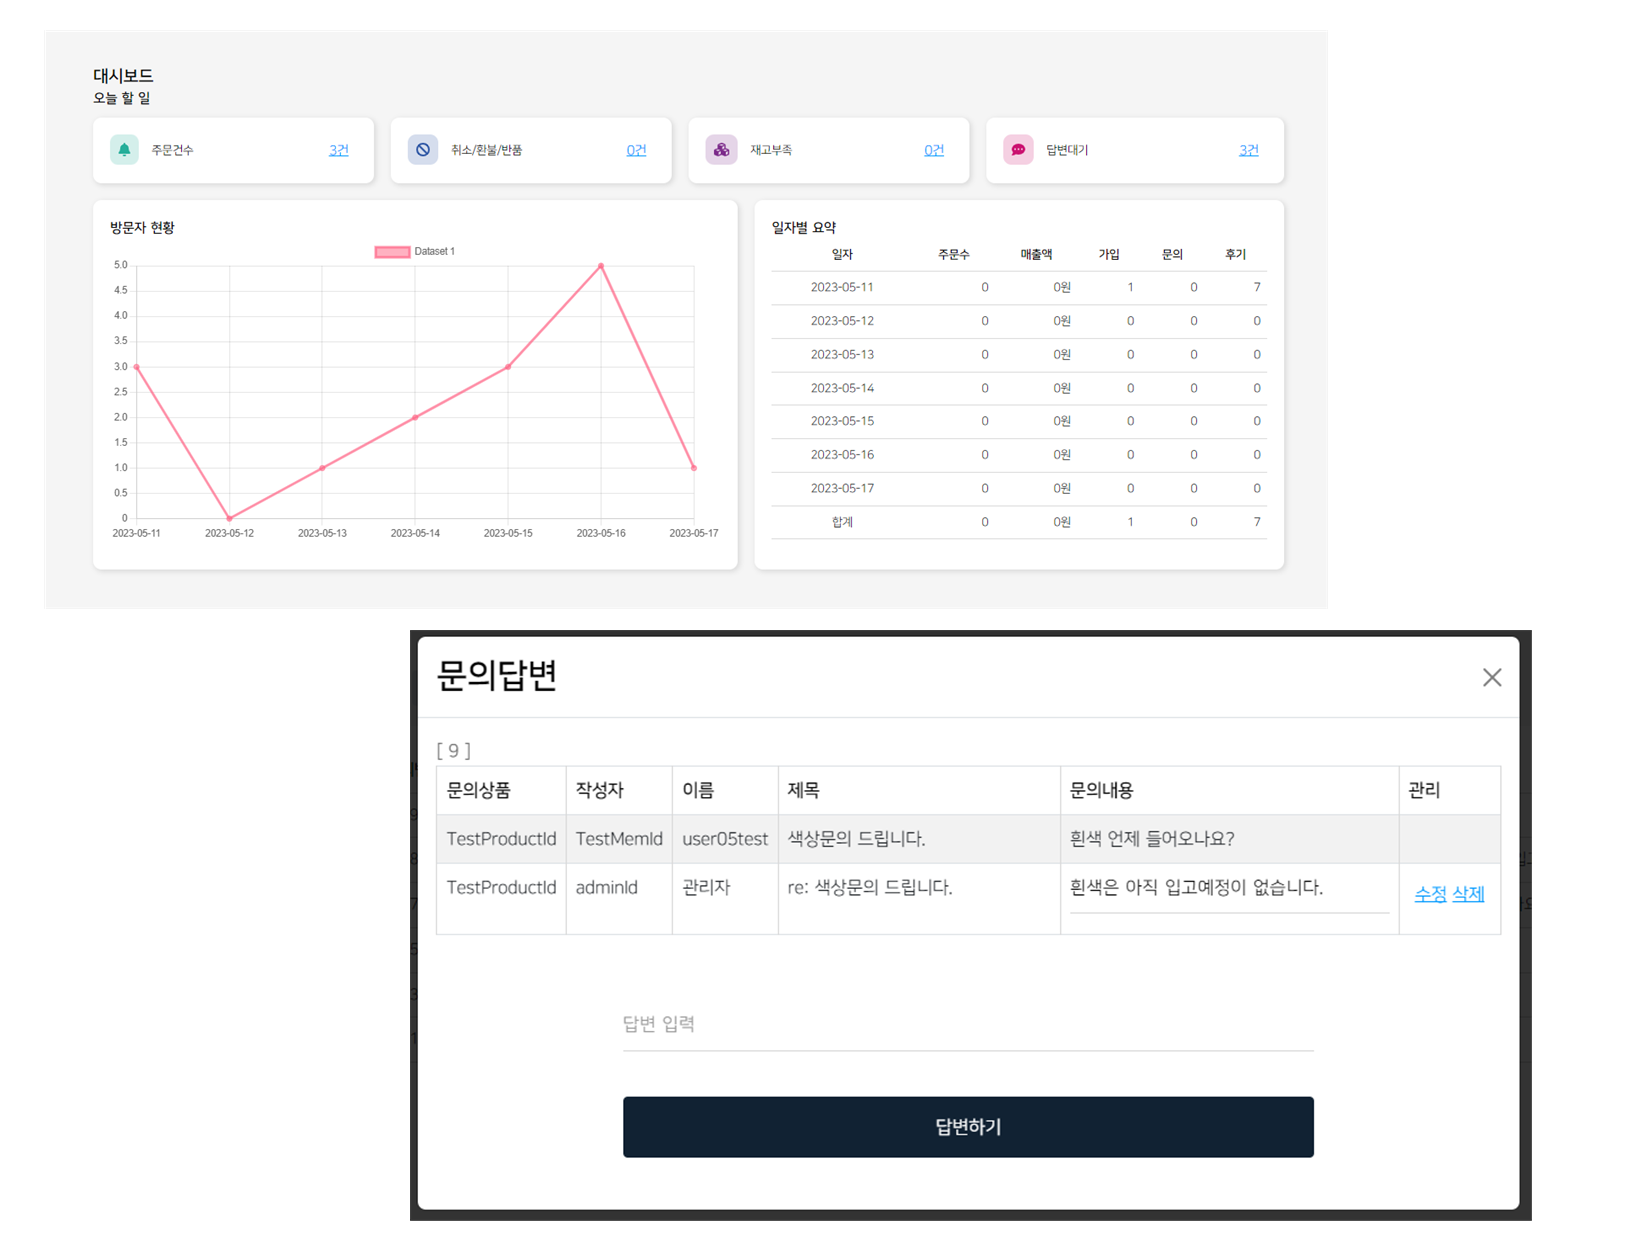 대시보드
오늘 할 일
주문건수 3건 취소/환불/반품 0건 재고부족 0건 답변대기 3건
방문자 현황
Dataset 1
5.0
4.5
4.0
3.5
3.0
2.5
2.0
1.5
1.0
0.5
0
2023-05-11 2023-05-12 2023-05-13 2023-05-14 2023-05-15 2023-05-16 2023-05-17
일자별 요약
일자 주문수 매출액 가입 문의 후기
2023-05-11 0 0원 1 0 7
2023-05-12 0 0원 0 0 0
2023-05-13 0 0원 0 0 0
2023-05-14 0 0원 0 0 0
2023-05-15 0 0원 0 0 0
2023-05-16 0 0원 0 0 0
2023-05-17 0 0원 0 0 0
합계 0 0원 1 0 7
문의답변
[ 9 ]
문의상품 작성자 이름 제목 문의내용 관리
TestProductId TestMemId user05test 색상문의 드립니다. 흰색 언제 들어오나요?
TestProductId adminId 관리자 re: 색상문의 드립니다. 흰색은 아직 입고예정이 없습니다. 수정 삭제
답변 입력
답변하기